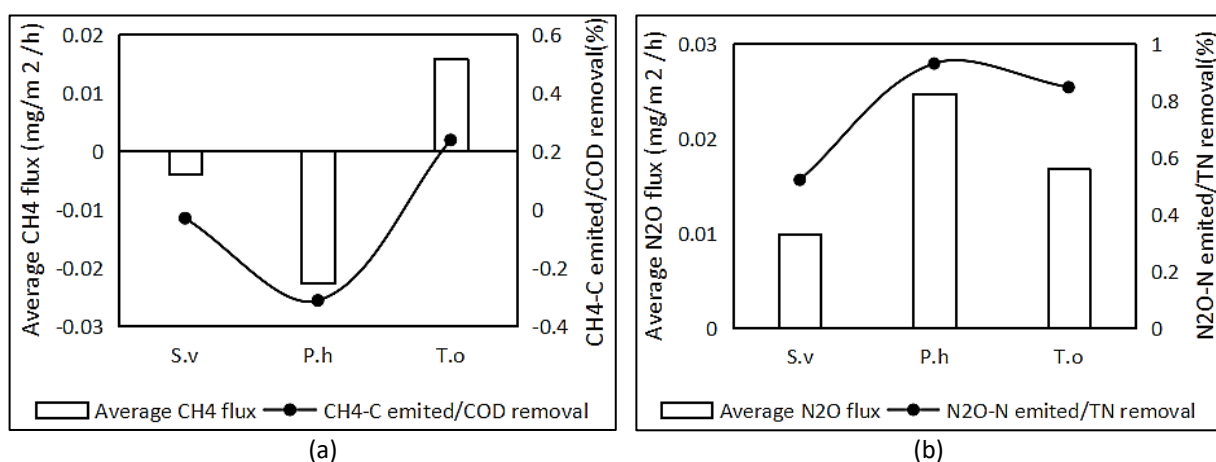 Average CH4 flux (mg/m 2 /h)
0.02
0.01
0
-0.01
-0.02
-0.03
0.6
0.4
0.2
0
-0.2
-0.4
CH4-C emited/COD removal(%)
S.v P.h T.o
Average CH4 flux CH4-C emited/COD removal
(a)
Average N2O flux (mg/m 2 /h)
0.03
0.02
0.01
0
1
0.8
0.6
0.4
0.2
0
N2O-N emited/TN removal(%)
S.v P.h T.o
Average N2O flux N2O-N emited/TN removal
(b)